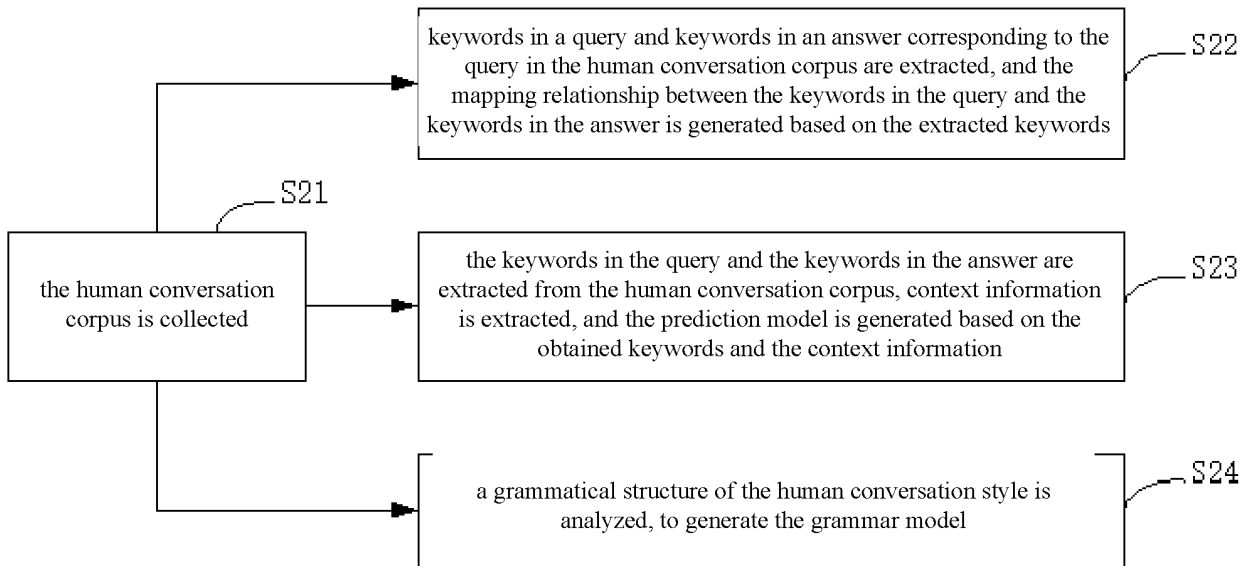 keywords in a query and keywords in an answer corresponding to the
query in the human conversation corpus are extracted, and the
mapping relationship between the keywords in the query and the
keywords in the answer is generated based on the extracted keywords
S22
S21
the human conversation
corpus is collected
the keywords in the query and the keywords in the answer are
extracted from the human conversation corpus, context information
is extracted, and the prediction model is generated based on the
obtained keywords and the context information
S23
a grammatical structure of the human conversation style is
analyzed, to generate the grammar model
S24